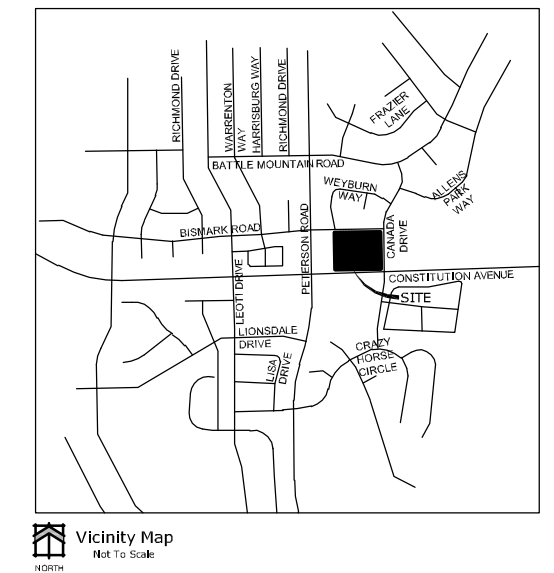 RICHMOND DRIVE
WARRENTON
WAY
HARRISBURG WAY
RICHMOND DRIVE
FRAZIER
LANE
BATTLE MOUNTAIN ROAD
WEYBURN
WAY
ALLENS
PARK
WAY
BISMARK ROAD
PETERSON ROAD
CANADA
DRIVE
LEOTI DRIVE
CONSTITUTION AVENUE
SITE
LIONSDALE
DRIVE
LISA
DRIVE
CRAZY
HORSE
CIRCLE
Vicinity Map
Not To Scale
NORTH